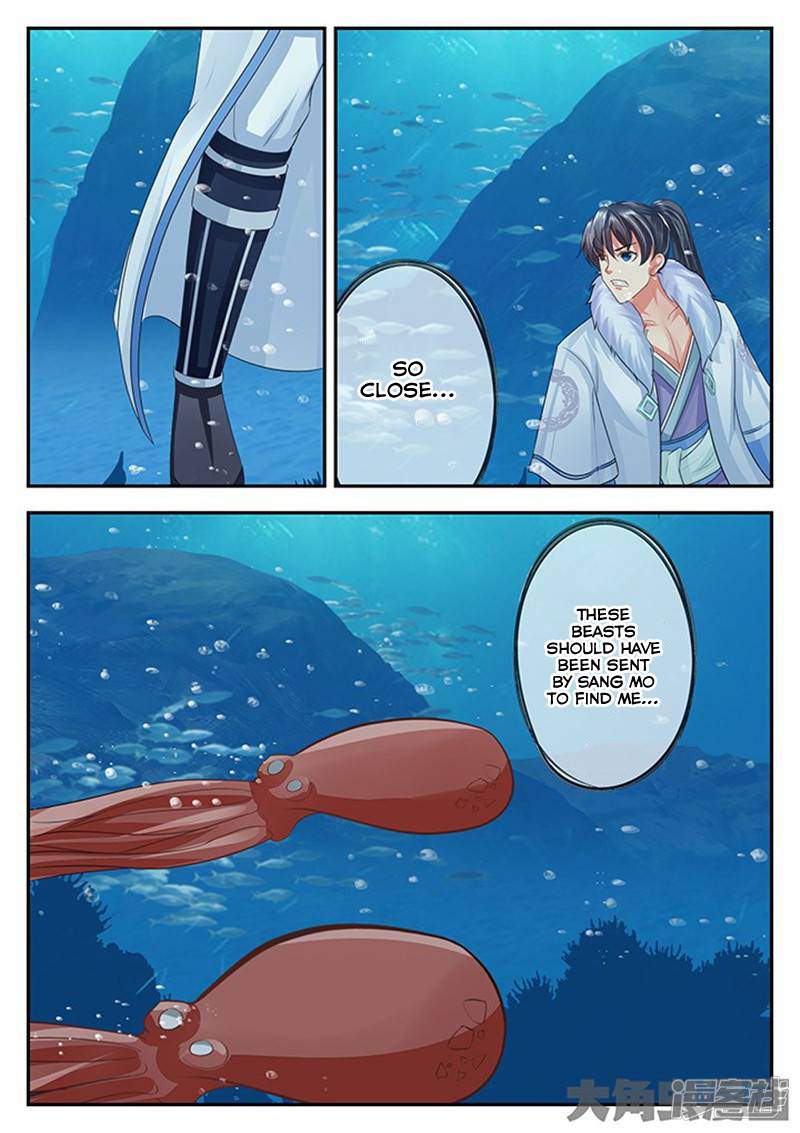 SO
CLOSE...
THESE
BEASTS
SHOULD HAVE
BEEN SENT
BY SANG MO
TO FIND ME...